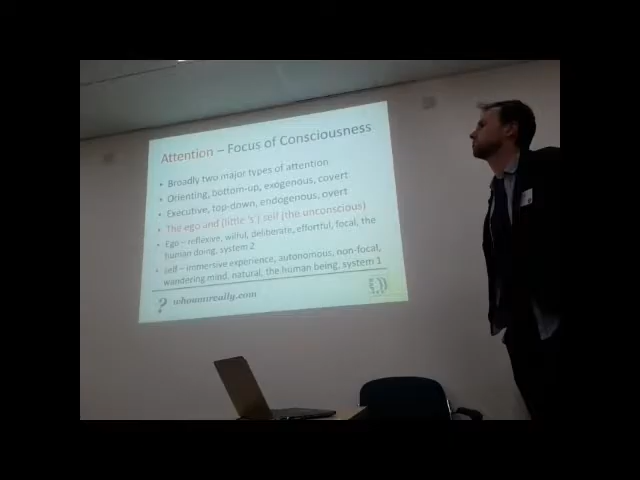 Attention – Focus of Consciousness
• Broadly two major types of attention
• Orienting, bottom-up, exogenous, covert
• Executive, top-down, endogenous, overt
• The ego and (little 's') self (the unconscious)
• Ego – reflexive, wilful, deliberate, effortful, focal, the
human doing, system 2
• self – immersive experience, autonomous, non-focal,
wandering mind, natural, the human being, system 1
? whoamireally.com